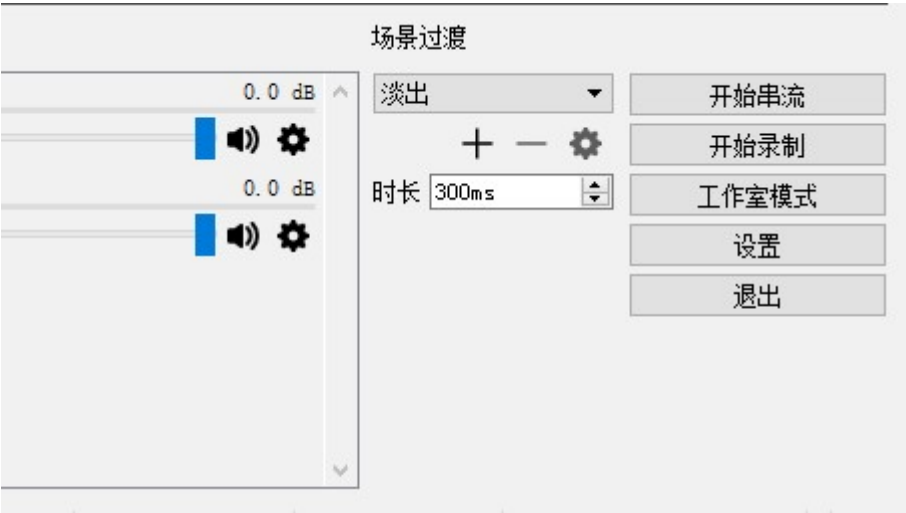 场景过渡
0.0 dB
淡出
开始串流
开始录制
0.0 dB
时长 300ms
工作室模式
设置
退出